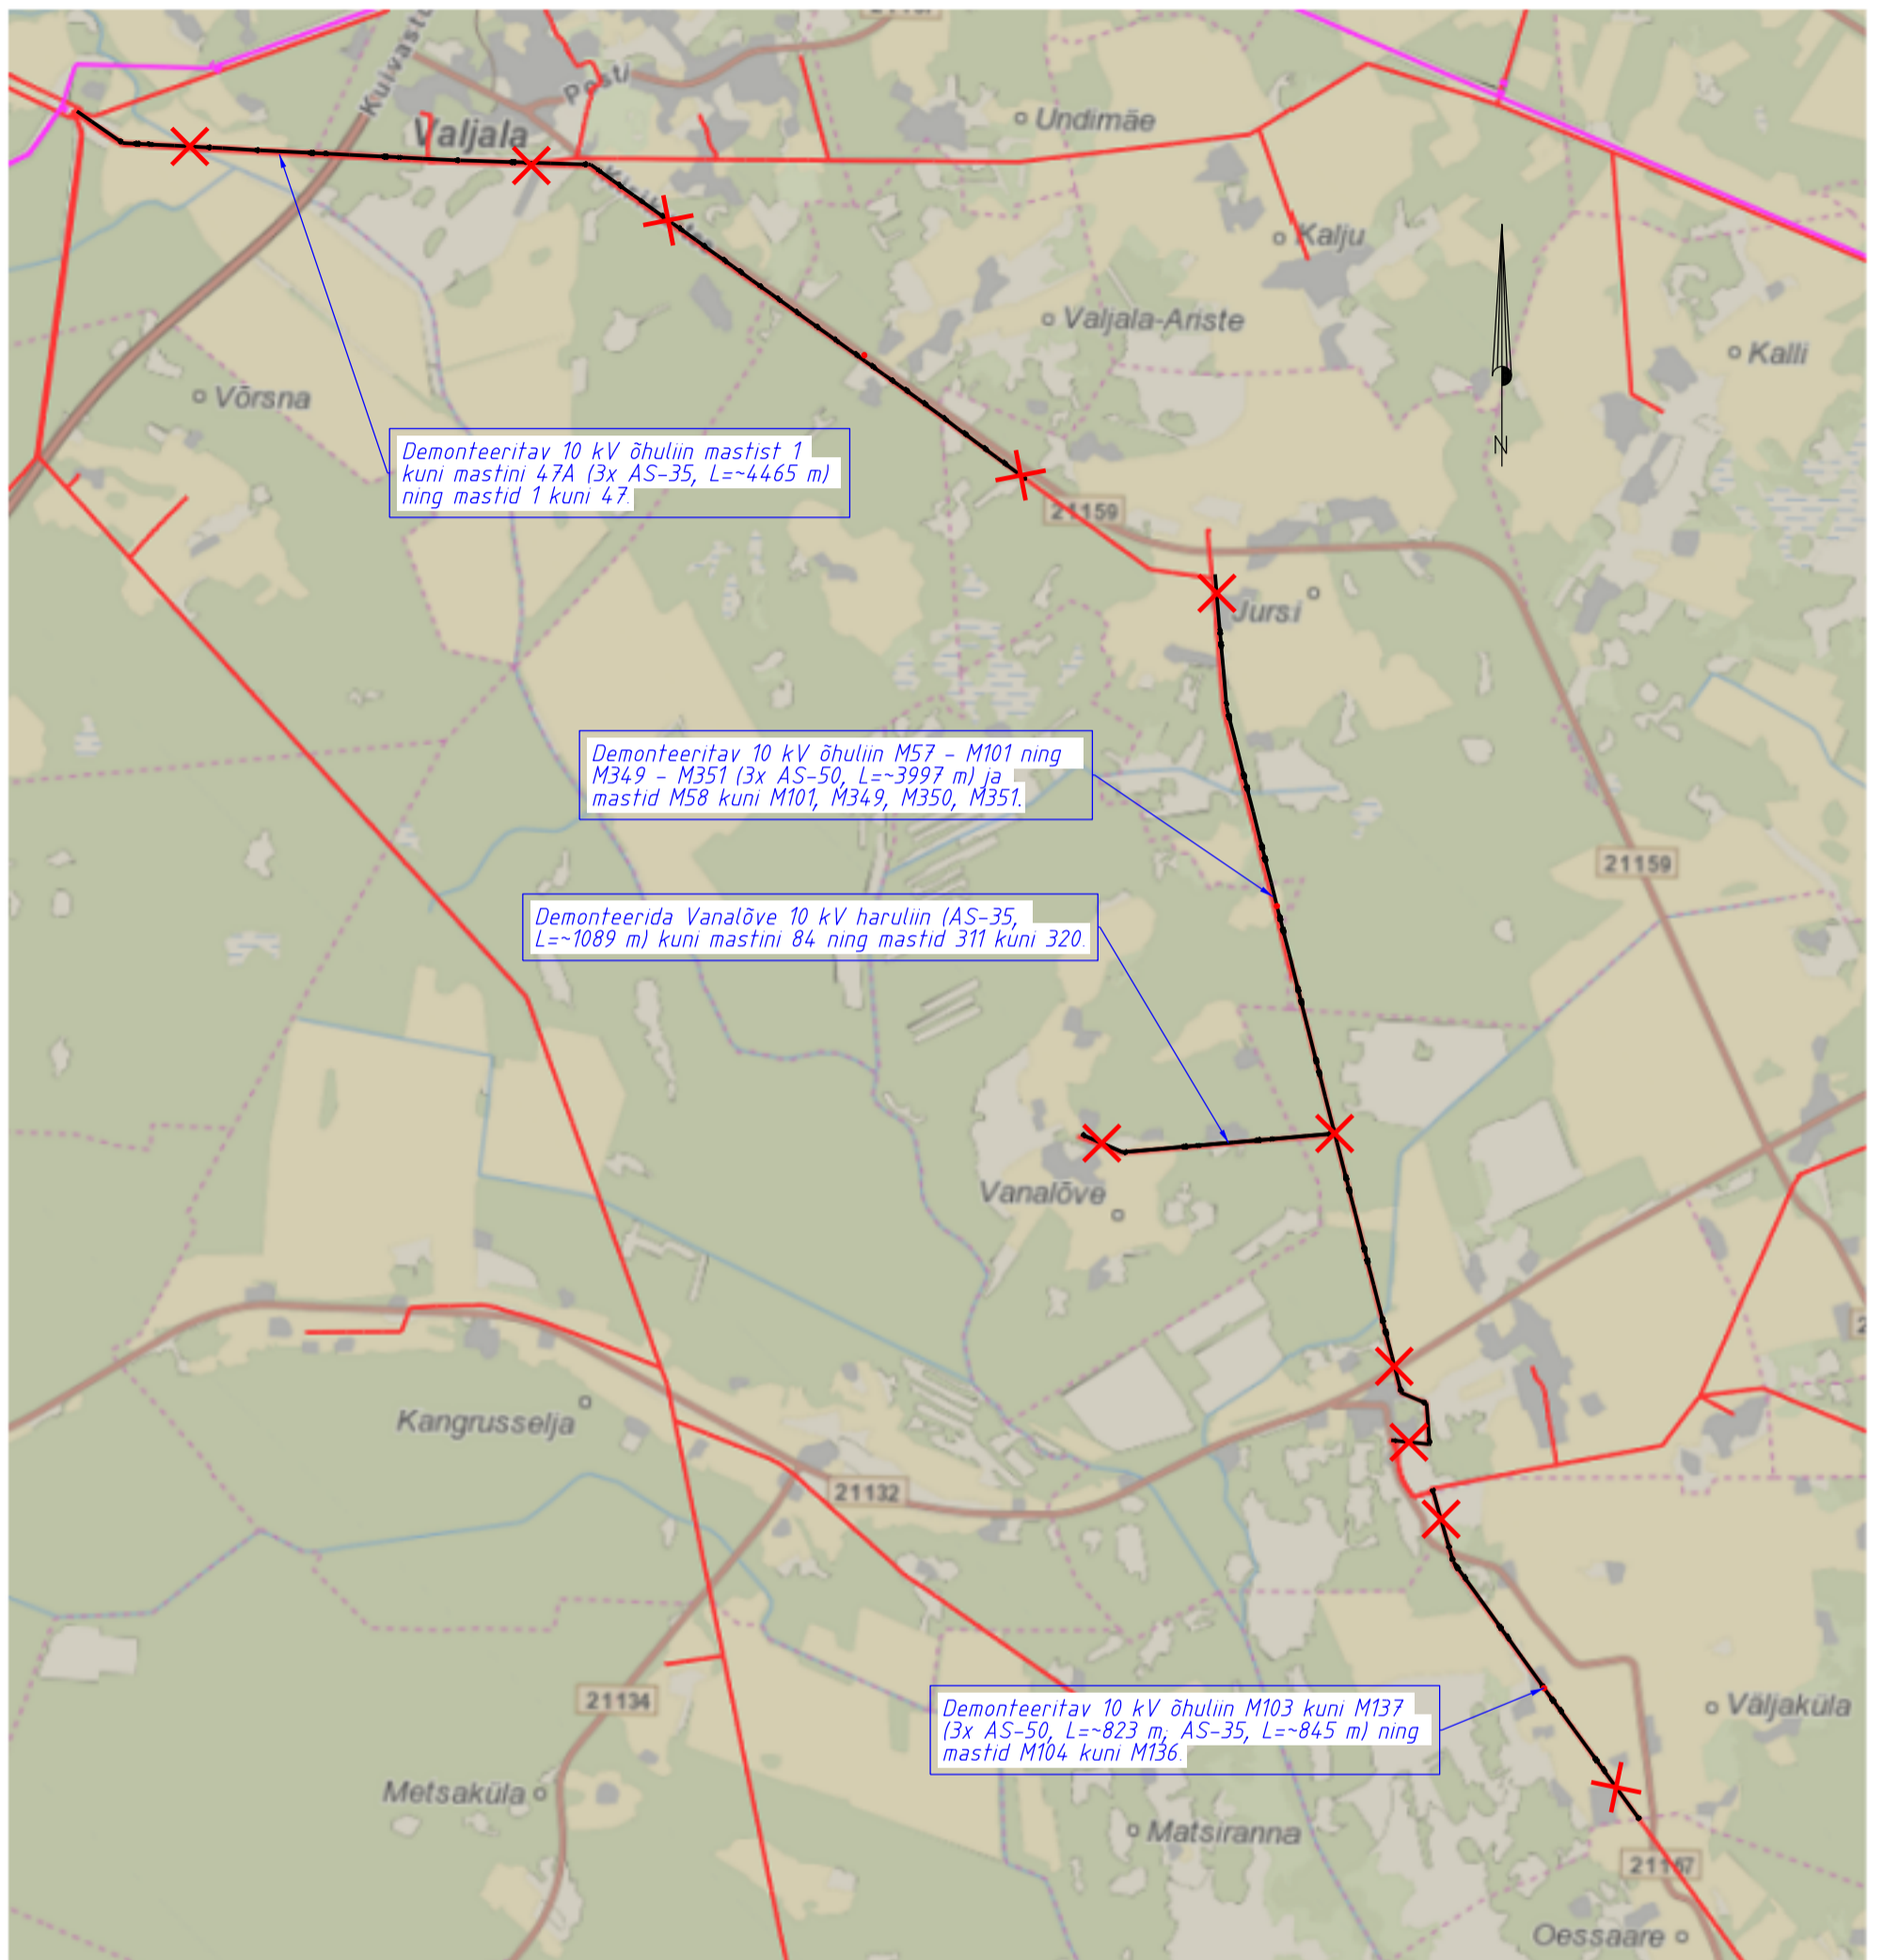 Kuivastu
Posti
Valjala
Undimäe
Kalju
Valjala-Ariste
Kalli
Võrsna
N
Demonteeritav 10 kV õhuliin mastist 1
kuni mastini 47A (3x AS-35, L=~4465 m)
ning mastid 1 kuni 47.
21159
Jursi
Demonteeritav 10 kV õhuliin M57 - M101 ning
M349 - M351 (3x AS-50, L=~3997 m) ja
mastid M58 kuni M101, M349, M350, M351.
21159
Demonteerida Vanalõve 10 kV haruliin (AS-35,
L=~1089 m) kuni mastini 84 ning mastid 311 kuni 320.
Vanalõve
Kangrusselja
21132
21134
Demonteeritav 10 kV õhuliin M103 kuni M137
(3x AS-50, L=~823 m; AS-35, L=~845 m) ning
mastid M104 kuni M136.
Väljaküla
Metsaküla
Matsiranna
21167
Oessaare